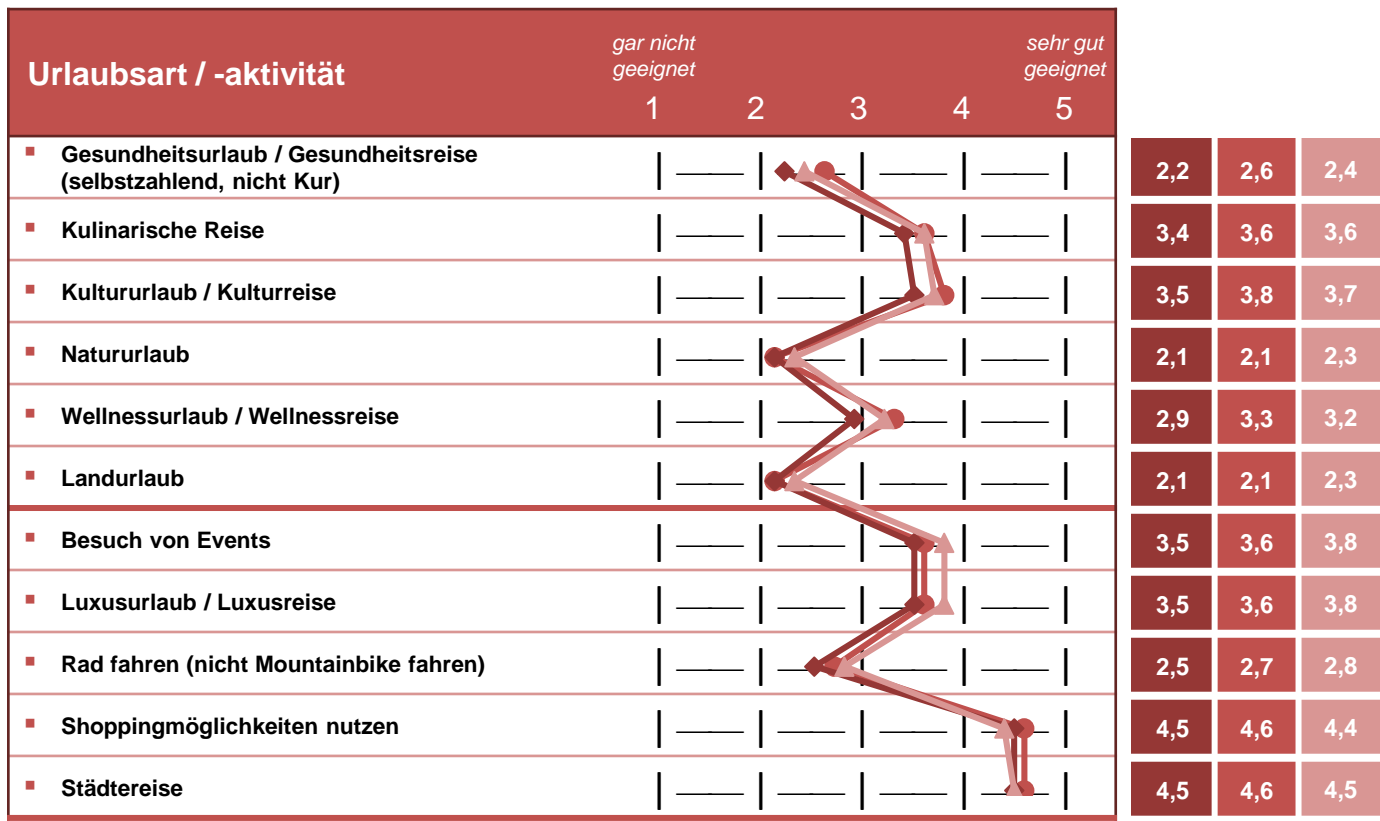 Urlaubsart / -aktivität
gar nicht
geeignet
sehr gut
geeignet
1 2 3 4 5
▪ Gesundheitsurlaub / Gesundheitsreise
(selbstzahlend, nicht Kur)
2,2 2,6 2,4
▪ Kulinarische Reise
3,4 3,6 3,6
▪ Kultururlaub / Kulturreise
3,5 3,8 3,7
▪ Natururlaub
2,1 2,1 2,3
▪ Wellnessurlaub / Wellnessreise
2,9 3,3 3,2
▪ Landurlaub
2,1 2,1 2,3
▪ Besuch von Events
3,5 3,6 3,8
▪ Luxusurlaub / Luxusreise
3,5 3,6 3,8
▪ Rad fahren (nicht Mountainbike fahren)
2,5 2,7 2,8
▪ Shoppingmöglichkeiten nutzen
4,5 4,6 4,4
▪ Städtereise
4,5 4,6 4,5